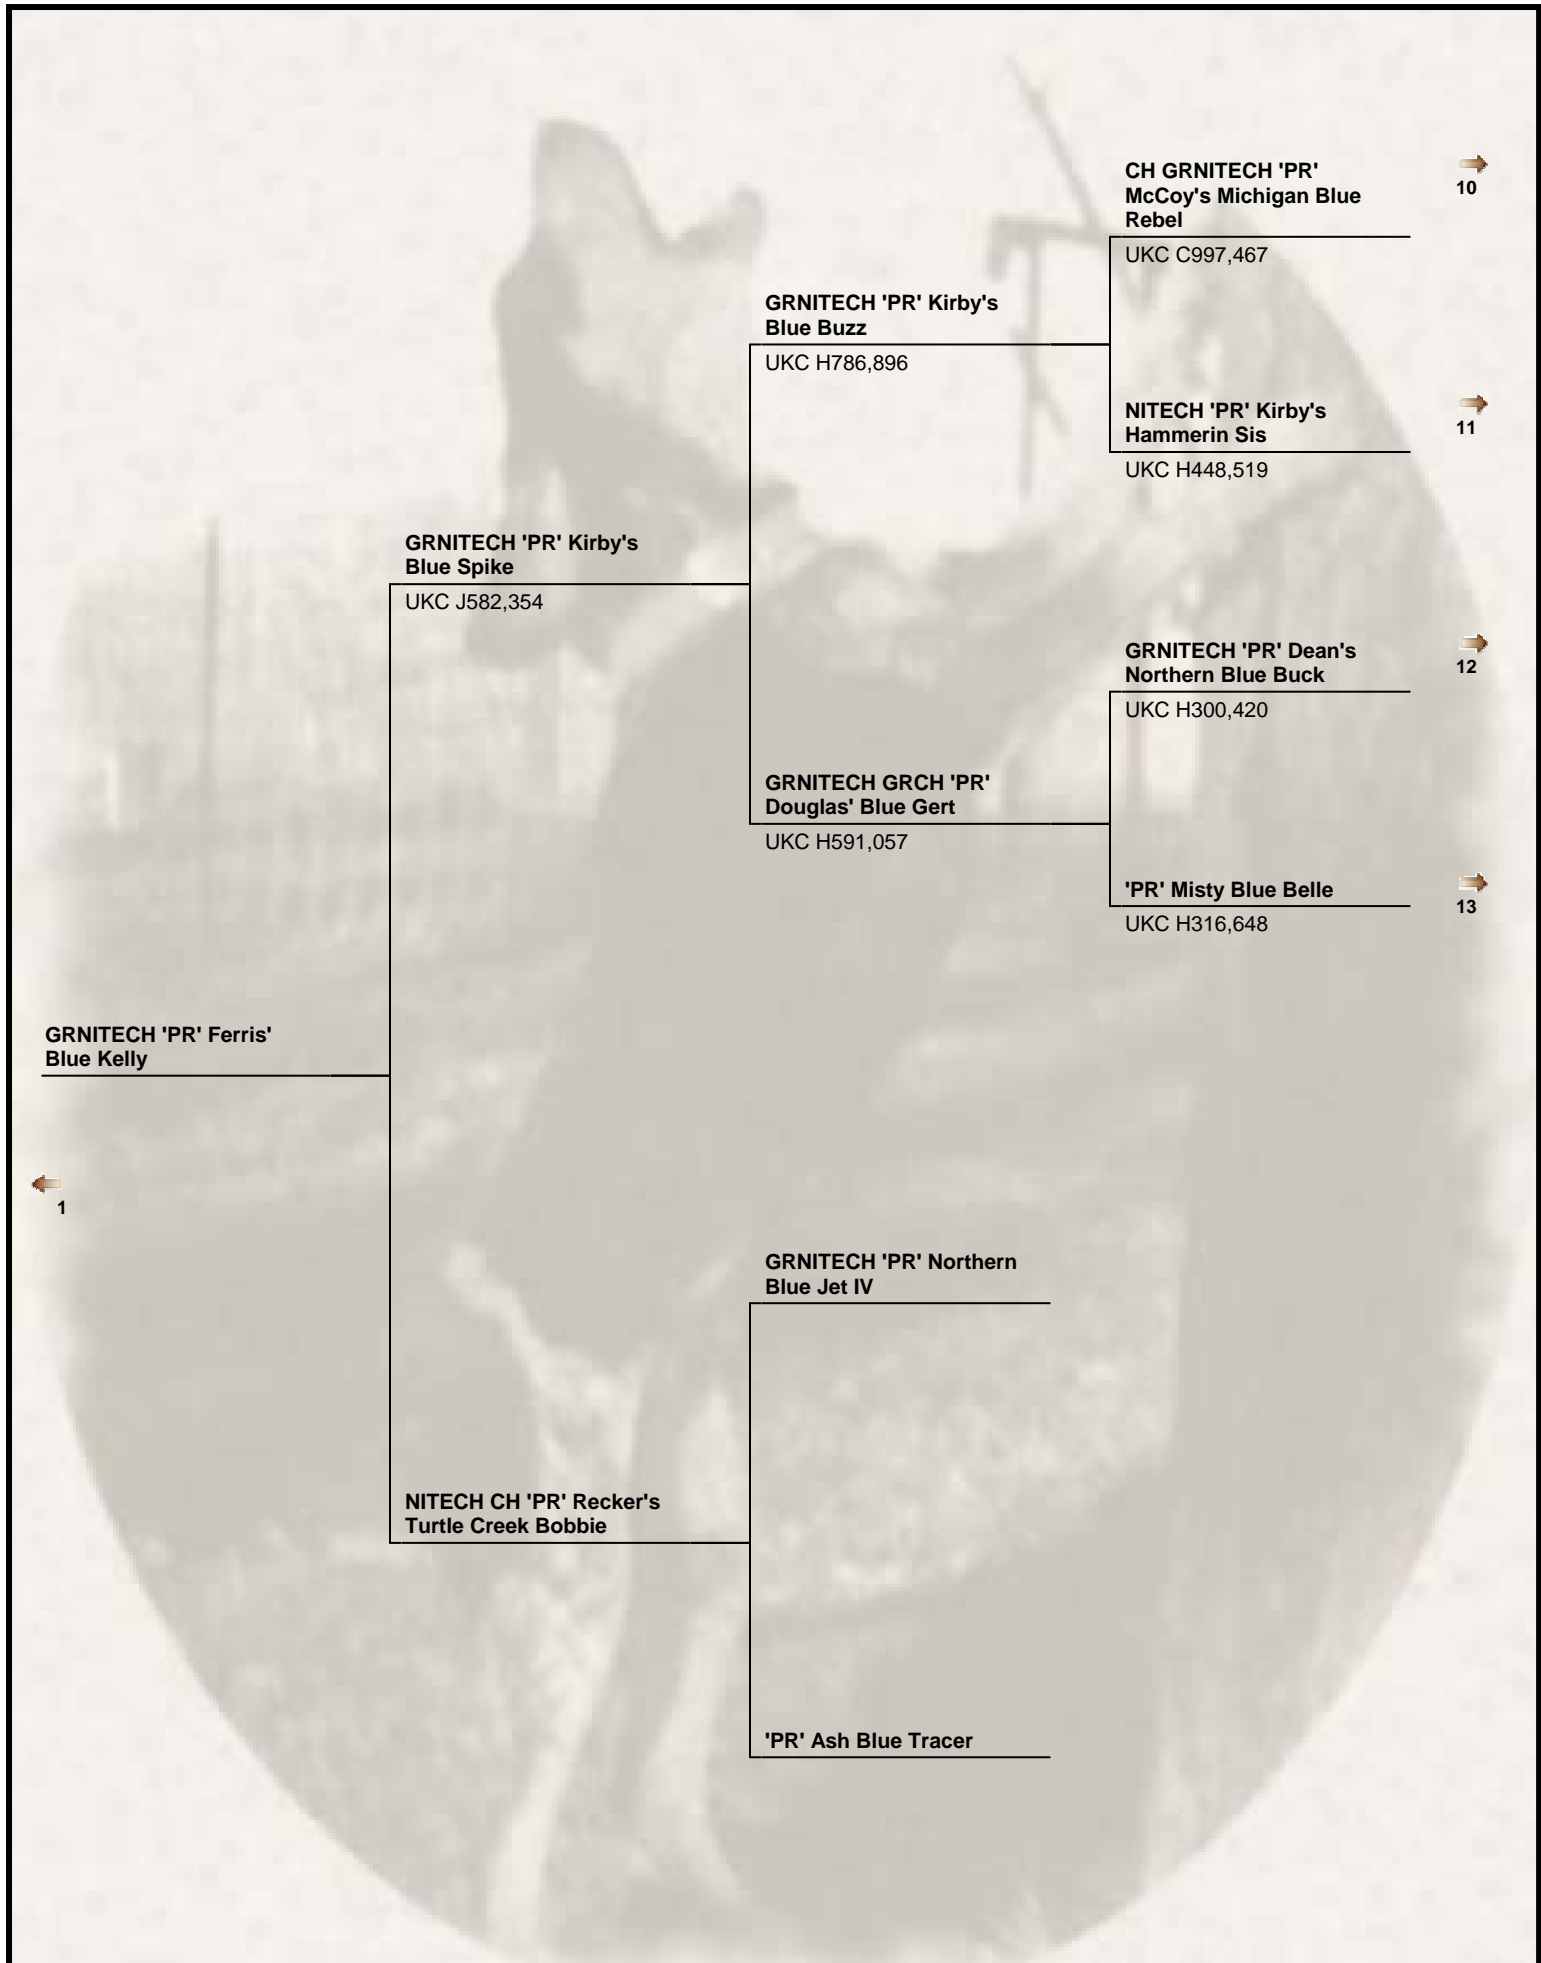 CH GRNITECH 'PR'
McCoy's Michigan Blue
Rebel
UKC C997,467
10
GRNITECH 'PR' Kirby's
Blue Buzz
UKC H786,896
NITECH 'PR' Kirby's
Hammerin Sis
UKC H448,519
11
GRNITECH 'PR' Kirby's
Blue Spike
UKC J582,354
GRNITECH 'PR' Dean's
Northern Blue Buck
UKC H300,420
12
GRNITECH GRCH 'PR'
Douglas' Blue Gert
UKC H591,057
'PR' Misty Blue Belle
UKC H316,648
13
GRNITECH 'PR' Ferris'
Blue Kelly
1
GRNITECH 'PR' Northern
Blue Jet IV
NITECH CH 'PR' Recker's
Turtle Creek Bobbie
'PR' Ash Blue Tracer